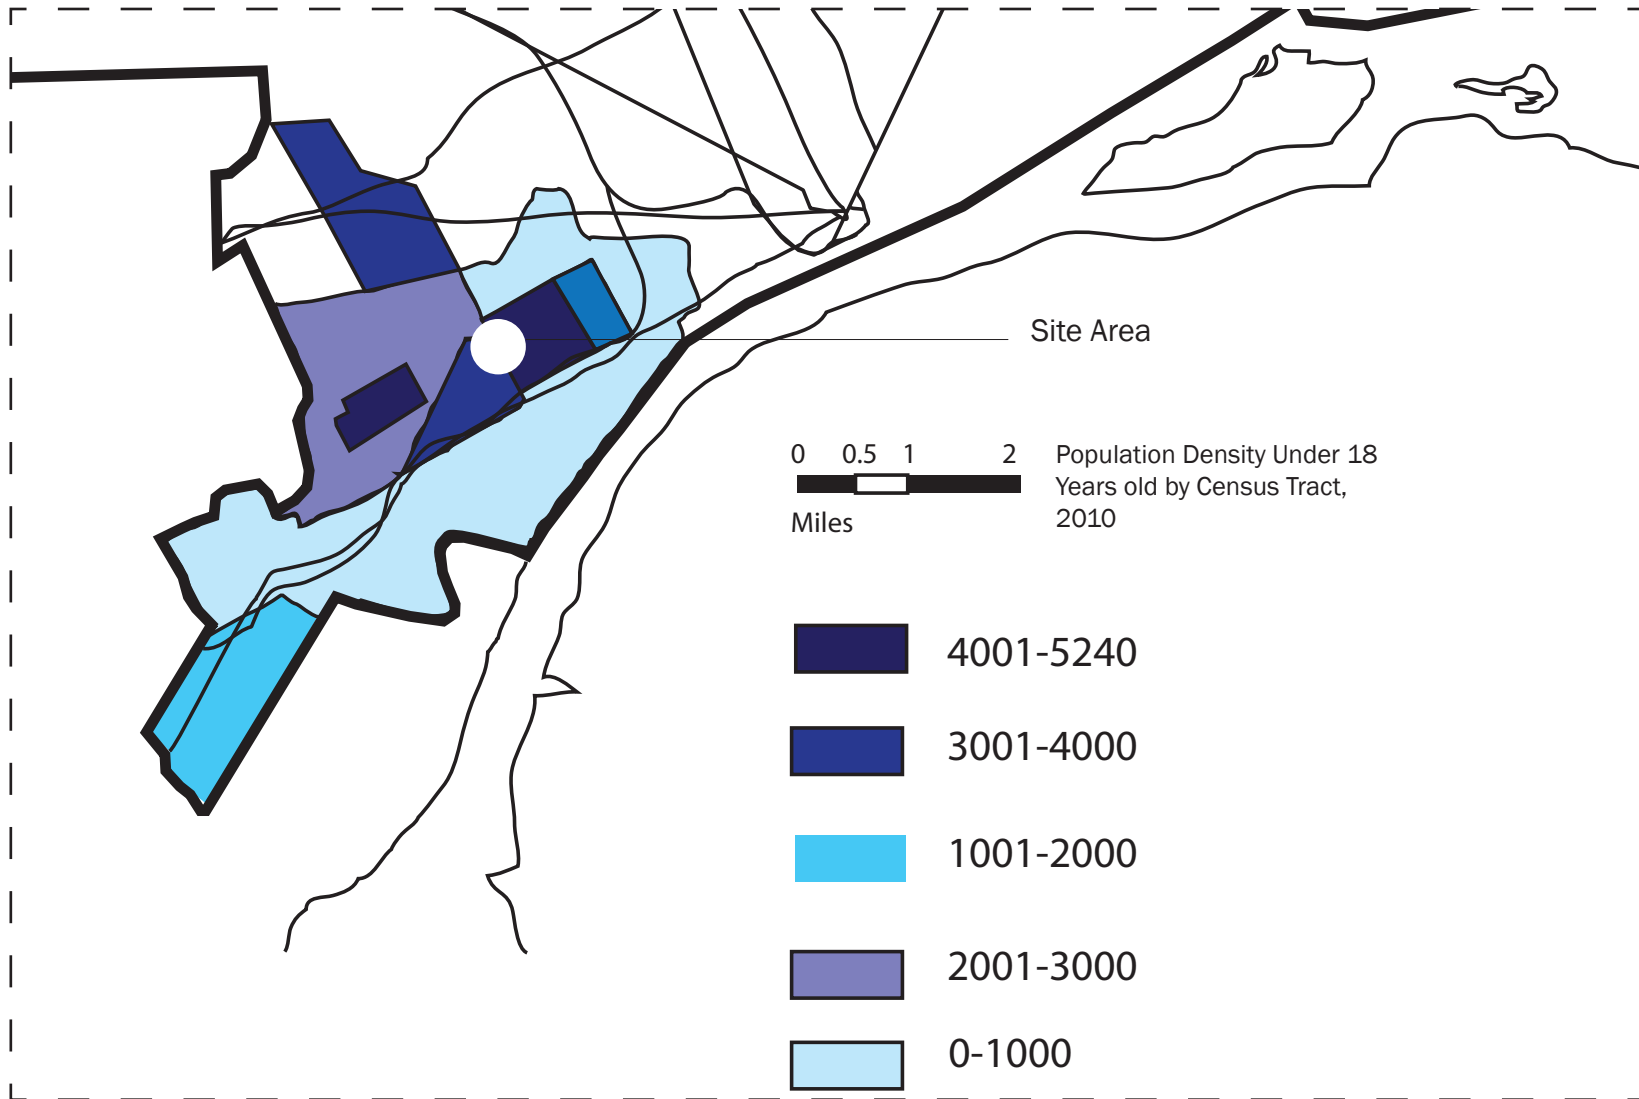 Site Area
0 0.5 1 2
Miles
Population Density Under 18
Years old by Census Tract,
2010
4001-5240
3001-4000
1001-2000
2001-3000
0-1000